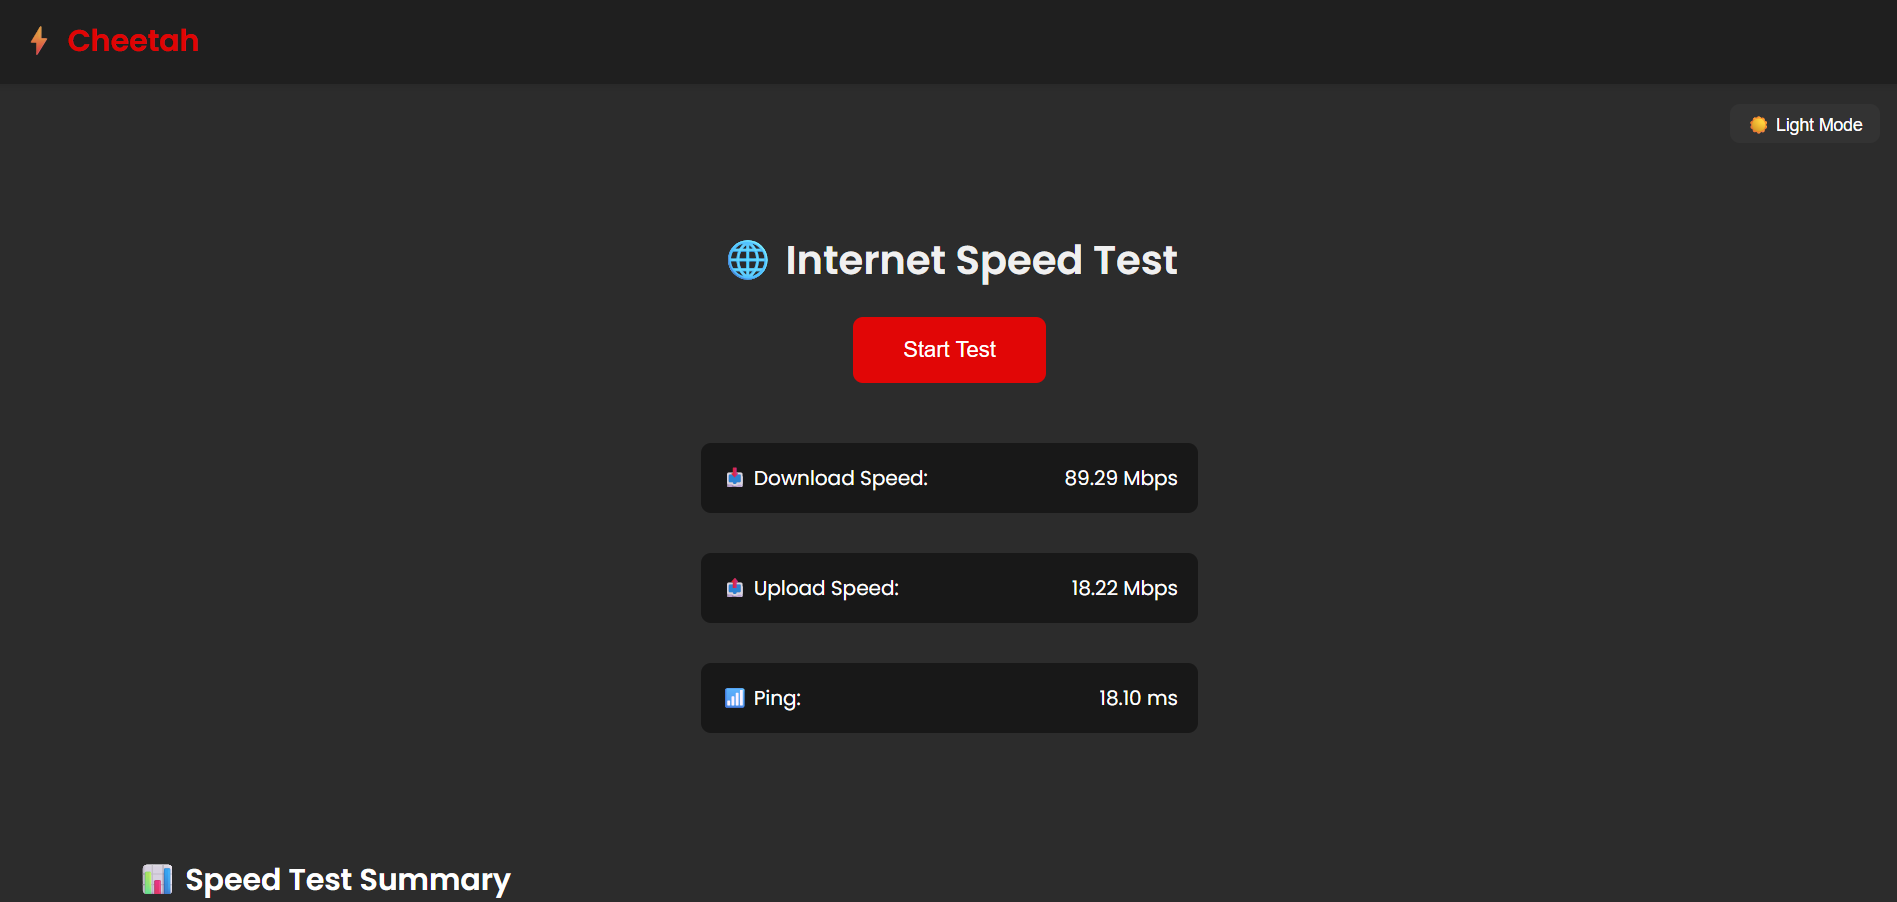 Cheetah
Light Mode
Internet Speed Test
Start Test
Download Speed: 89.29 Mbps
Upload Speed: 18.22 Mbps
Ping: 18.10 ms
Speed Test Summary